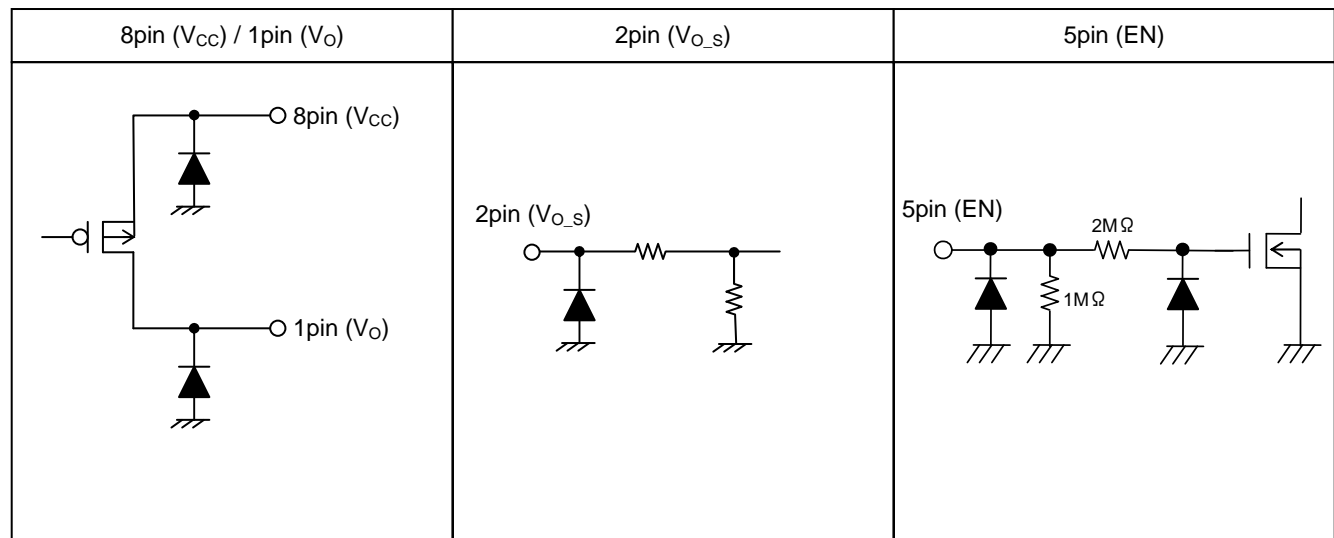 8pin (VCC) / 1pin (VO)
2pin (VO_S)
5pin (EN)
8pin (VCC)
1pin (VO)
2pin (VO_S)
5pin (EN)
2MΩ
1MΩ